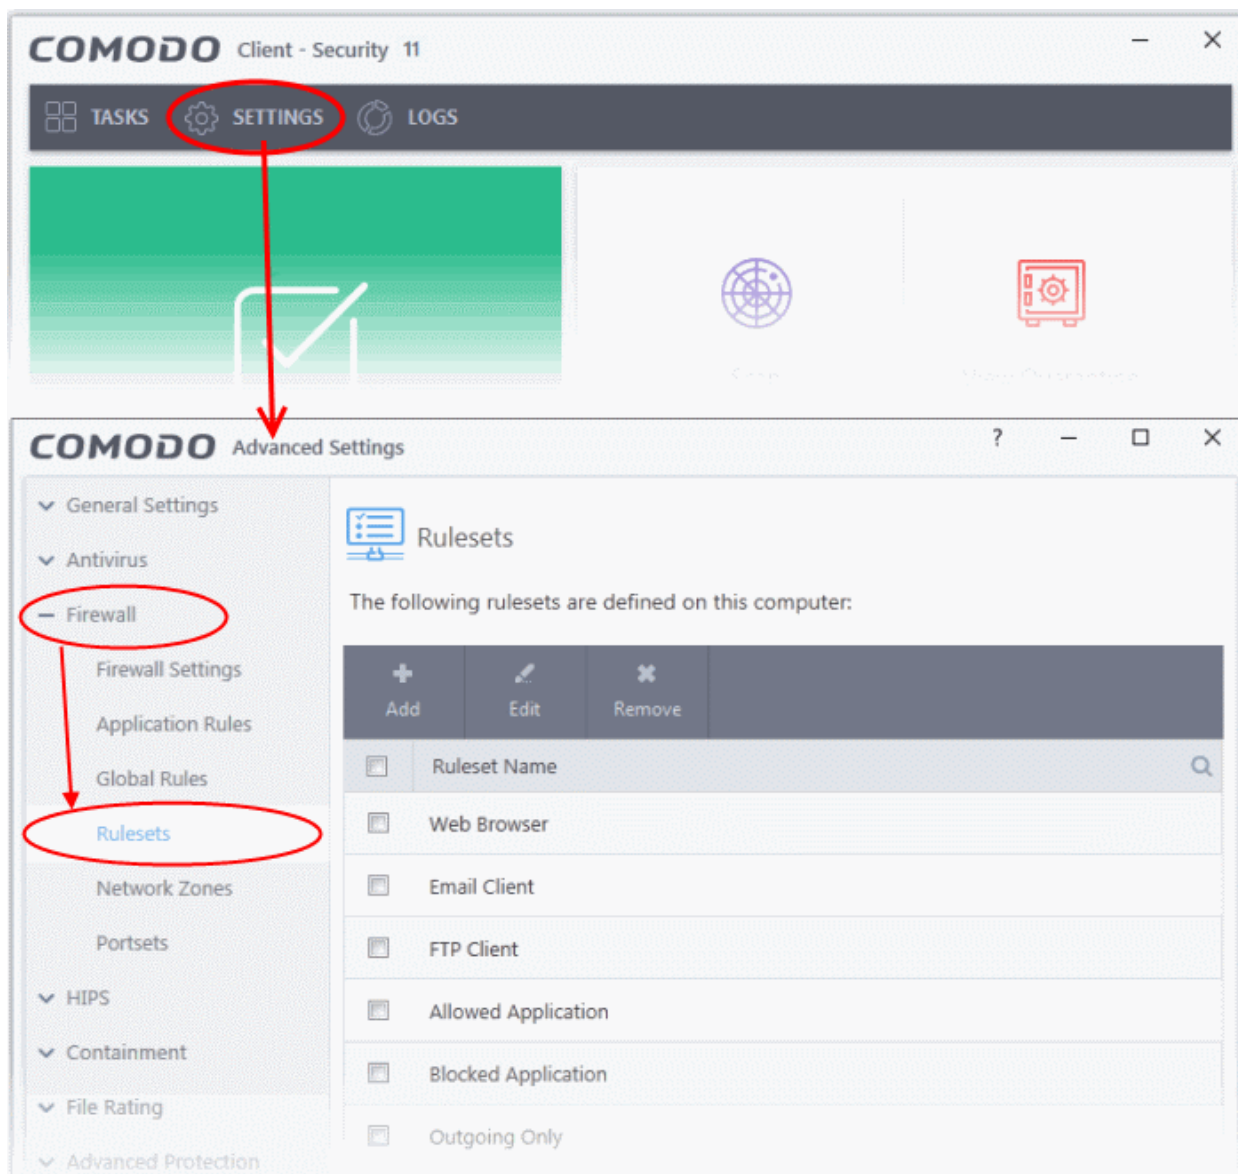 COMODO Client - Security 11
TASKS SETTINGS LOGS
COMODO Advanced Settings ?
General Settings
Antivirus
Firewall
Firewall Settings
Application Rules
Global Rules
Rulesets
Network Zones
Portsets
HIPS
Containment
File Rating
Advanced Protection
Rulesets
The following rulesets are defined on this computer:
Add Edit Remove
Ruleset Name
Web Browser
Email Client
FTP Client
Allowed Application
Blocked Application
Outgoing Only